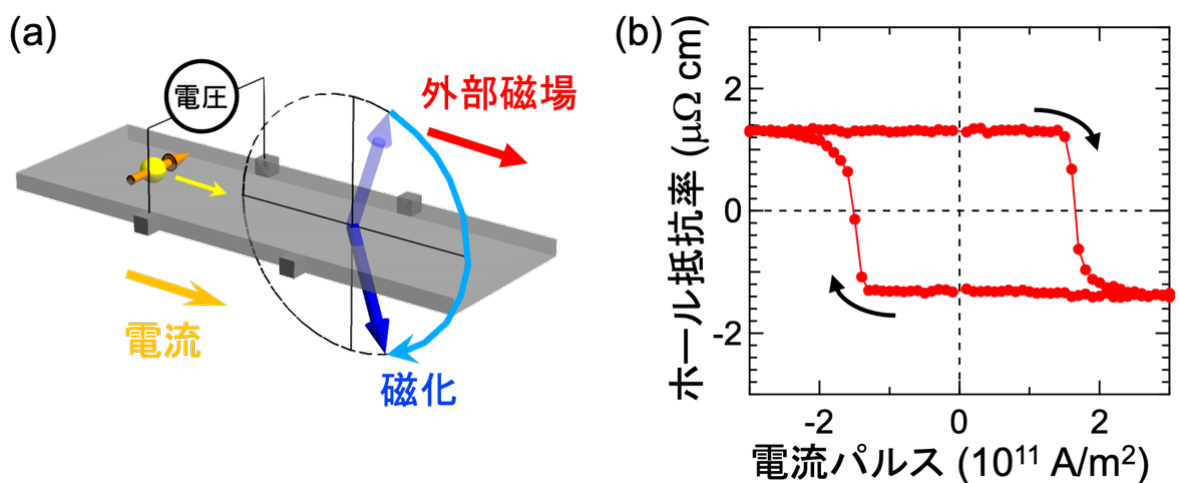 (a)
電圧
外部磁場
電流
磁化
(b)
ホール抵抗率 (μΩ cm)
2
0
-2
-2 0 2
電流パルス (10¹¹ A/m²)